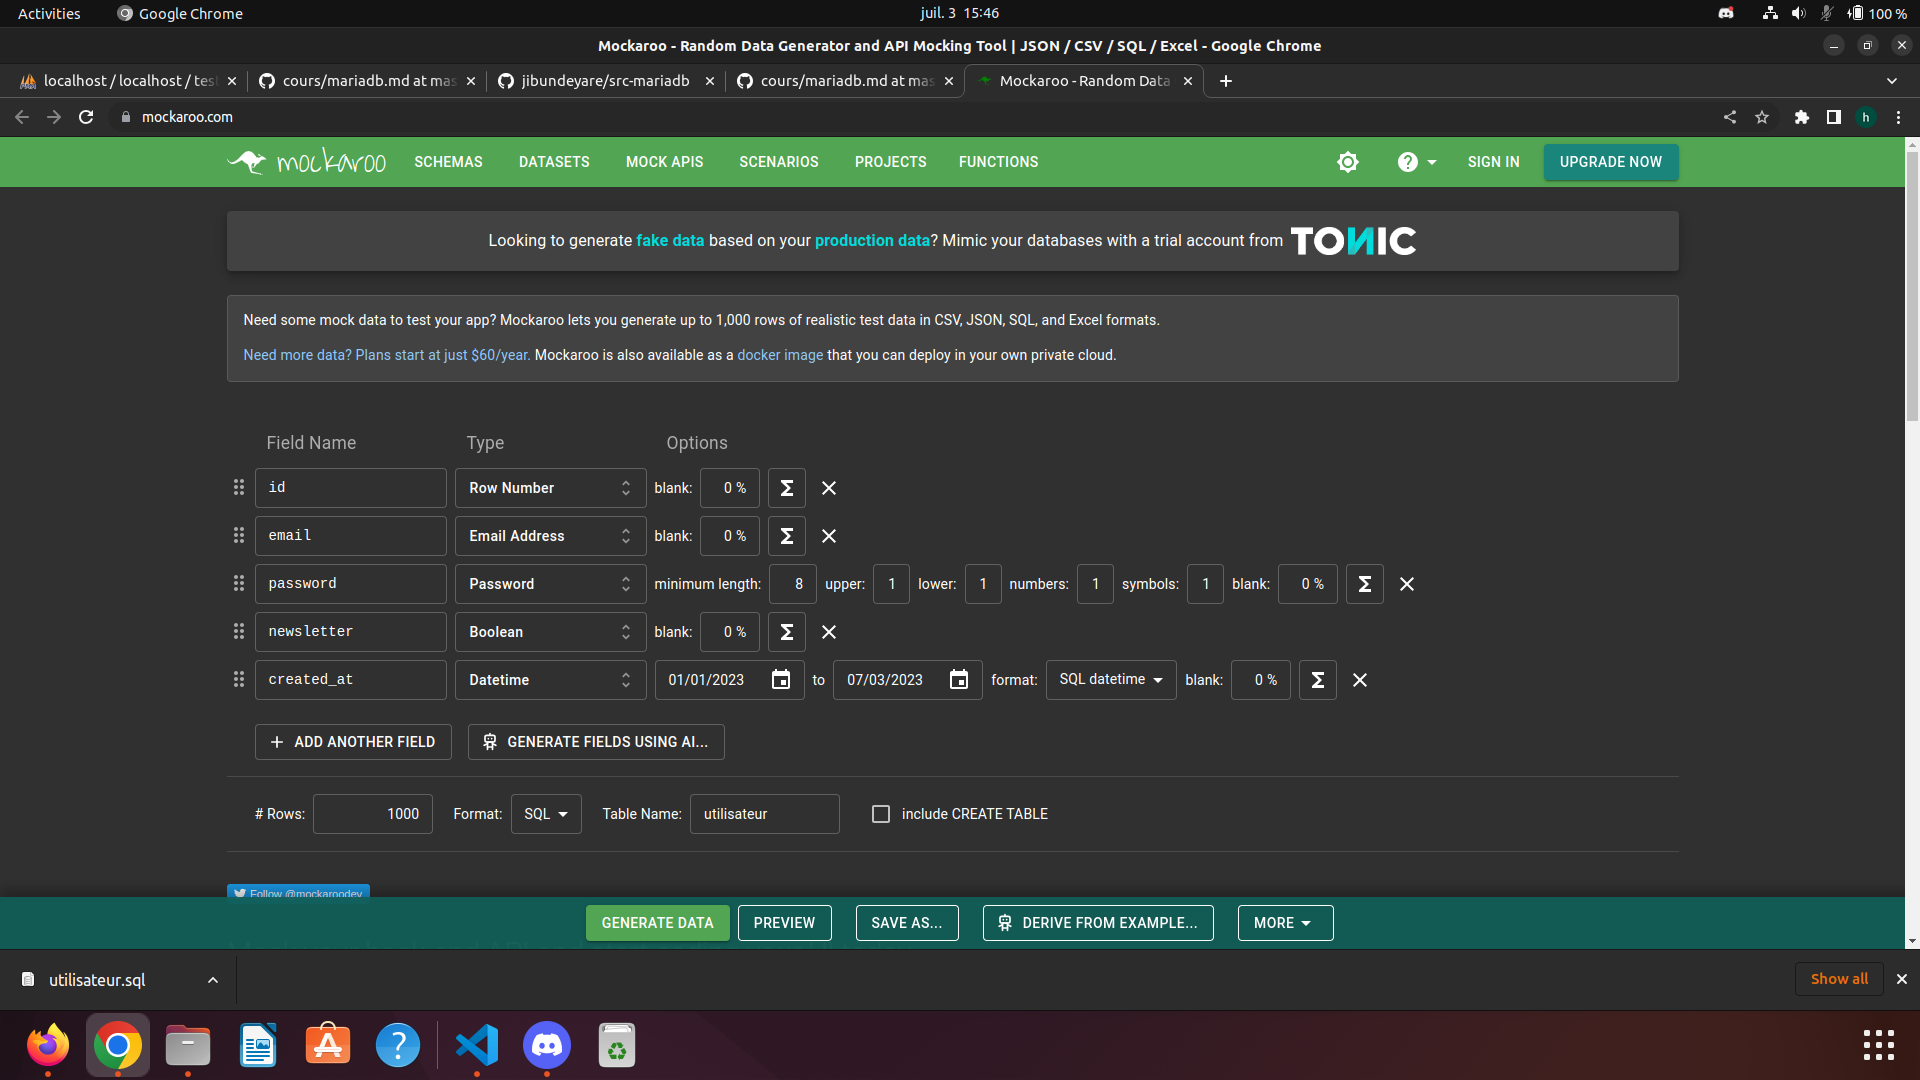 Activities
Google Chrome
juil. 3 15:46
100 %
Mockaroo - Random Data Generator and API Mocking Tool | JSON / CSV / SQL / Excel - Google Chrome
localhost / localhost / tes
cours/mariadb.md at mas
jibundeyare/src-mariadb
cours/mariadb.md at mas
Mockaroo - Random Data
mockaroo.com
h
mockaroo
SCHEMAS
DATASETS
MOCK APIS
SCENARIOS
PROJECTS
FUNCTIONS
SIGN IN
UPGRADE NOW
Looking to generate fake data based on your production data? Mimic your databases with a trial account from TONIC
Need some mock data to test your app? Mockaroo lets you generate up to 1,000 rows of realistic test data in CSV, JSON, SQL, and Excel formats.
Need more data? Plans start at just $60/year. Mockaroo is also available as a docker image that you can deploy in your own private cloud.
Field Name Type Options
id Row Number blank: 0 % Σ
email Email Address blank: 0 % Σ
password Password minimum length: 8 upper: 1 lower: 1 numbers: 1 symbols: 1 blank: 0 % Σ
newsletter Boolean blank: 0 % Σ
created_at Datetime 01/01/2023 to 07/03/2023 format: SQL datetime blank: 0 % Σ
+ ADD ANOTHER FIELD
GENERATE FIELDS USING AI...
# Rows: 1000 Format: SQL Table Name: utilisateur include CREATE TABLE
Follow @mockaroodev
GENERATE DATA
PREVIEW
SAVE AS...
DERIVE FROM EXAMPLE...
MORE
utilisateur.sql
Show all